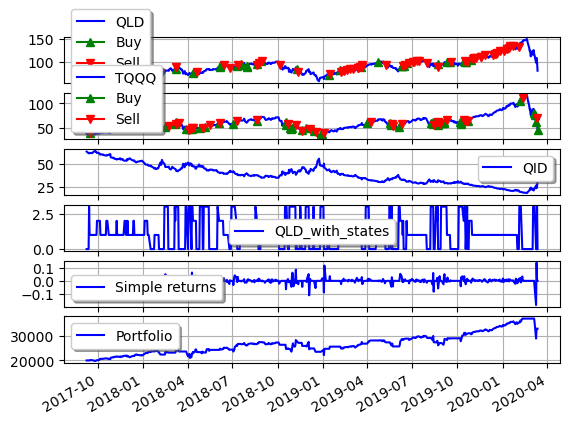 QLD
Buy
Sell
150
100
TQQQ
Buy
Sell
100
50
QID
50
25
QLD_with_states
2.5
0.0
Simple returns
0.1
0.0
−0.1
Portfolio
30000
20000
2017-10
2018-01
2018-04
2018-07
2018-10
2019-01
2019-04
2019-07
2019-10
2020-01
2020-04